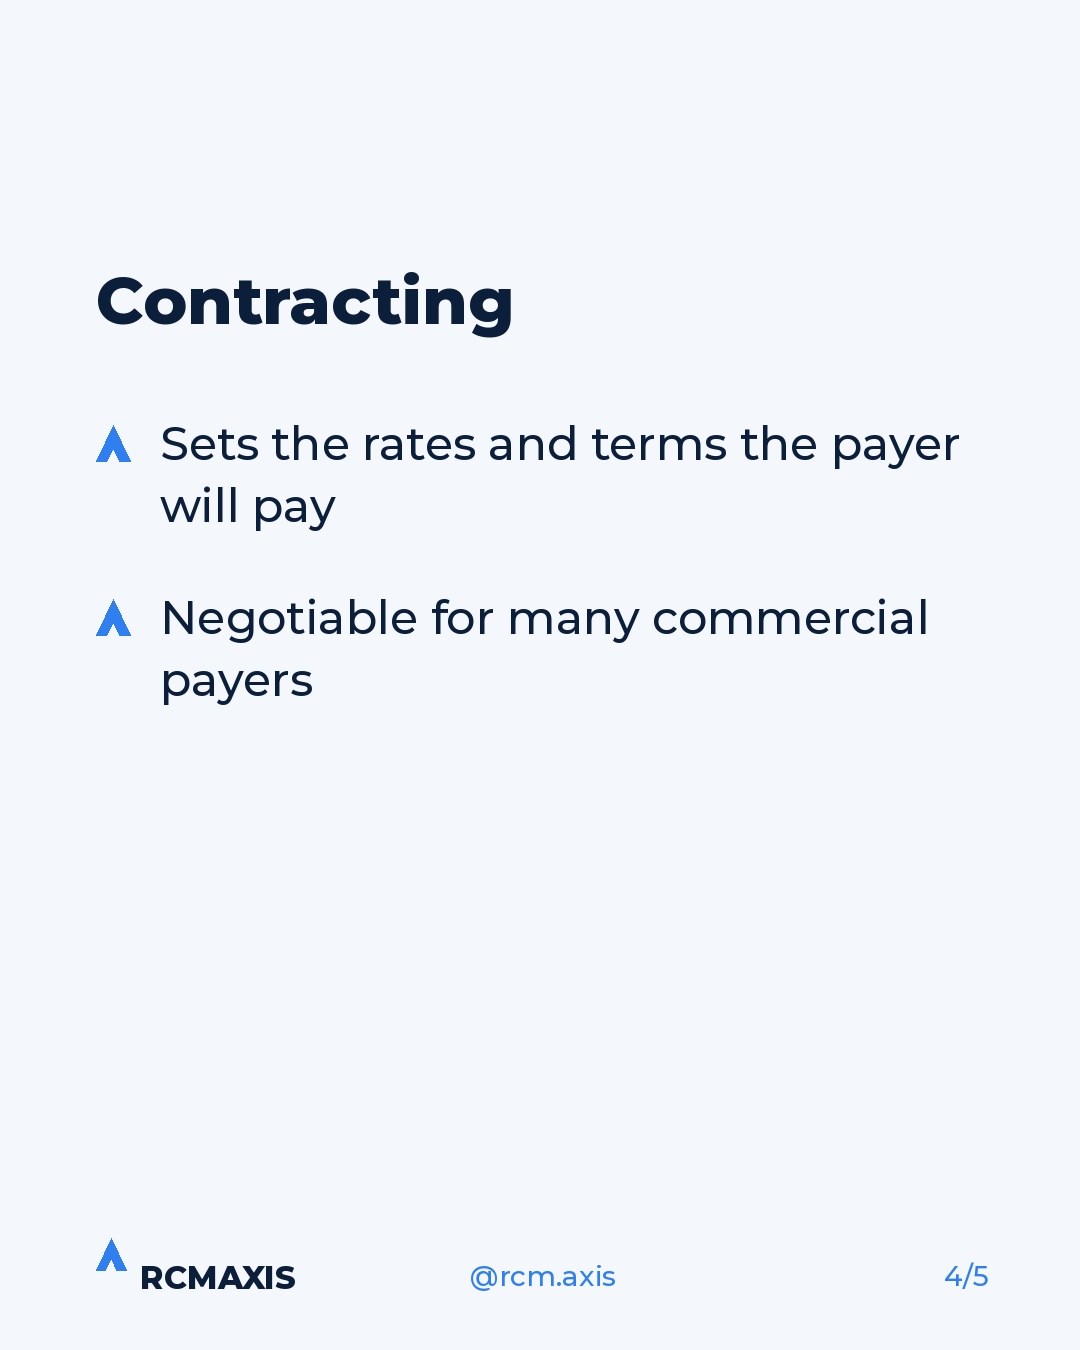 Contracting
Sets the rates and terms the payer
will pay
Negotiable for many commercial
payers
RCMAXIS
@rcm.axis
4/5